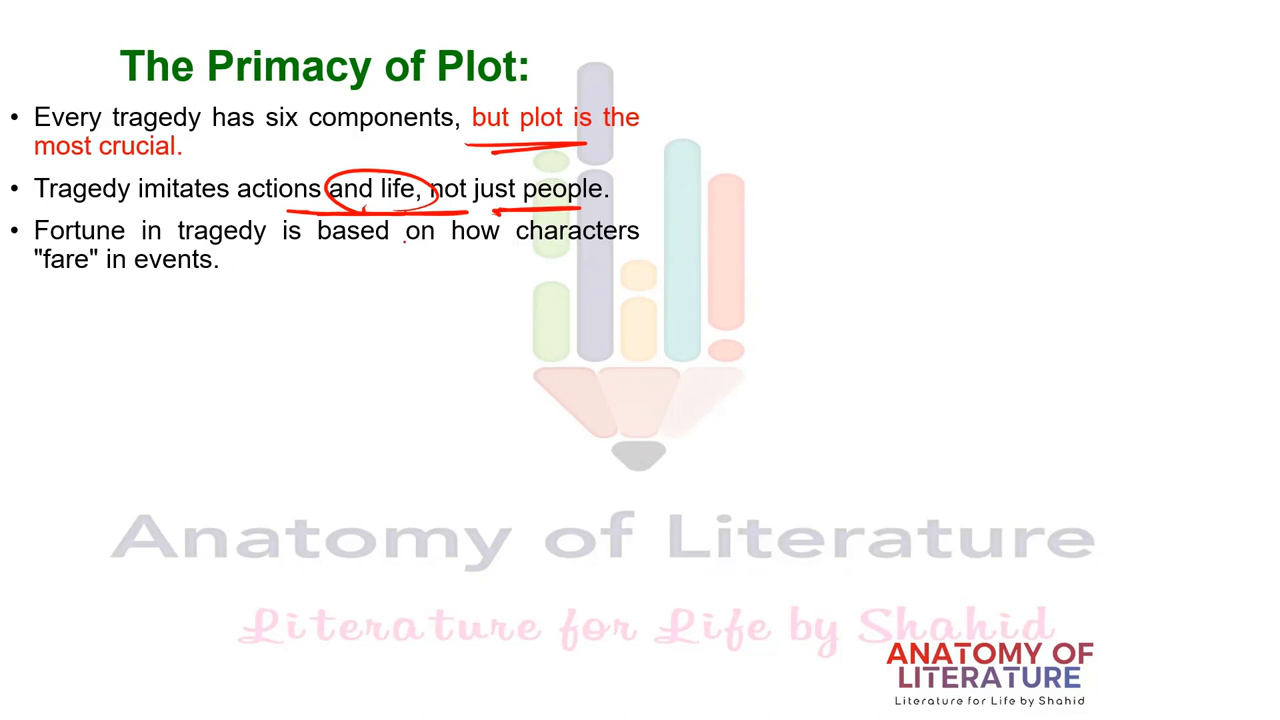 The Primacy of Plot:
• Every tragedy has six components, but plot is the
most crucial.
• Tragedy imitates actions and life, not just people.
• Fortune in tragedy is based on how characters
"fare" in events.
Anatomy of Literature
Literature for Life by Shahid
ANATOMY OF
LITERATURE
Literature for Life by Shahid